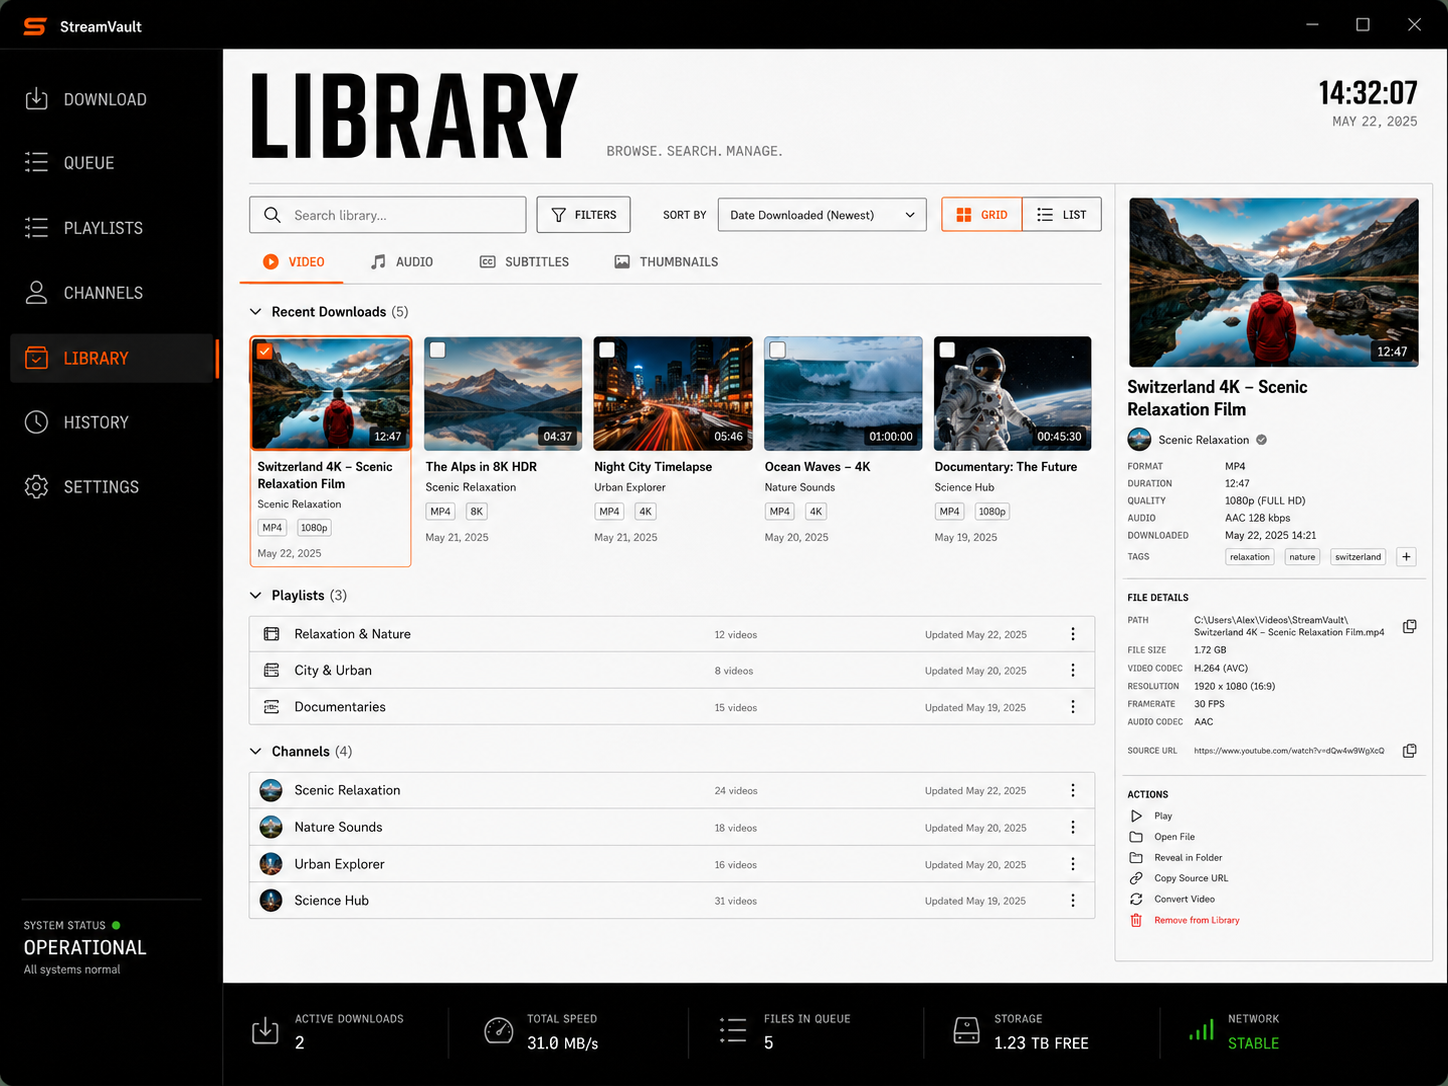 StreamVault
DOWNLOAD
QUEUE
PLAYLISTS
CHANNELS
LIBRARY
HISTORY
SETTINGS
SYSTEM STATUS
OPERATIONAL
All systems normal
LIBRARY
BROWSE. SEARCH. MANAGE.
14:32:07
MAY 22, 2025
Search library...
FILTERS
SORT BY
Date Downloaded (Newest)
GRID
LIST
VIDEO
AUDIO
CC SUBTITLES
THUMBNAILS
Recent Downloads (5)
12:47
Switzerland 4K – Scenic
Relaxation Film
Scenic Relaxation
MP4 1080p
May 22, 2025
04:37
The Alps in 8K HDR
Scenic Relaxation
MP4 8K
May 21, 2025
05:46
Night City Timelapse
Urban Explorer
MP4 4K
May 21, 2025
01:00:00
Ocean Waves – 4K
Nature Sounds
MP4 4K
May 20, 2025
00:45:30
Documentary: The Future
Science Hub
MP4 1080p
May 19, 2025
Playlists (3)
Relaxation & Nature 12 videos Updated May 22, 2025
City & Urban 8 videos Updated May 20, 2025
Documentaries 15 videos Updated May 19, 2025
Channels (4)
Scenic Relaxation 24 videos Updated May 22, 2025
Nature Sounds 18 videos Updated May 20, 2025
Urban Explorer 16 videos Updated May 20, 2025
Science Hub 31 videos Updated May 19, 2025
12:47
Switzerland 4K – Scenic
Relaxation Film
Scenic Relaxation
FORMAT MP4
DURATION 12:47
QUALITY 1080p (FULL HD)
AUDIO AAC 128 kbps
DOWNLOADED May 22, 2025 14:21
TAGS relaxation nature switzerland +
FILE DETAILS
PATH C:\Users\Alex\Videos\StreamVault\
Switzerland 4K – Scenic Relaxation Film.mp4
FILE SIZE 1.72 GB
VIDEO CODEC H.264 (AVC)
RESOLUTION 1920 x 1080 (16:9)
FRAMERATE 30 FPS
AUDIO CODEC AAC
SOURCE URL https://www.youtube.com/watch?v=dQw4w9WgXcQ
ACTIONS
Play
Open File
Reveal in Folder
Copy Source URL
Convert Video
Remove from Library
ACTIVE DOWNLOADS
2
TOTAL SPEED
31.0 MB/s
FILES IN QUEUE
5
STORAGE
1.23 TB FREE
NETWORK
STABLE